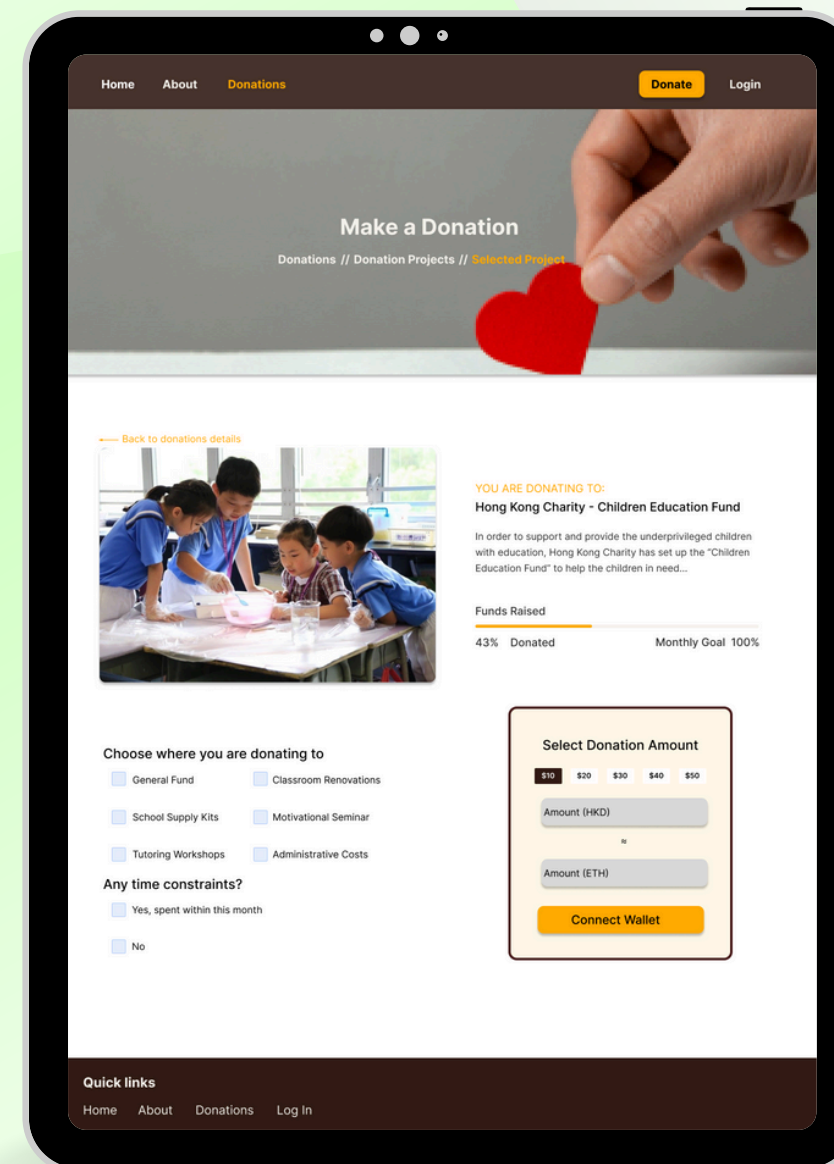 Home About Donations Donate Login
Make a Donation
Donations // Donation Projects // Selected Project
Back to donations details
YOU ARE DONATING TO:
Hong Kong Charity - Children Education Fund
In order to support and provide the underprivileged children
with education, Hong Kong Charity has set up the “Children
Education Fund” to help the children in need...
Funds Raised
43% Donated Monthly Goal 100%
Choose where you are donating to
General Fund Classroom Renovations
School Supply Kits Motivational Seminar
Tutoring Workshops Administrative Costs
Any time constraints?
Yes, spent within this month
No
Select Donation Amount
$10 $20 $30 $40 $50
Amount (HKD)
≈
Amount (ETH)
Connect Wallet
Quick links
Home About Donations Log In